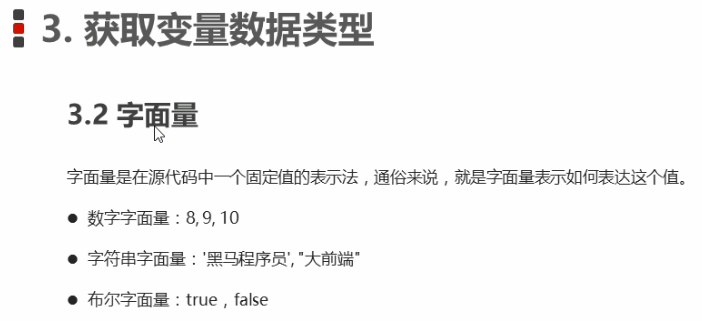 3. 获取变量数据类型
3.2 字面量
字面量是在源代码中一个固定值的表示法，通俗来说，就是字面量表示如何表达这个值。
● 数字字面量：8, 9, 10
● 字符串字面量：'黑马程序员', "大前端"
● 布尔字面量：true，false